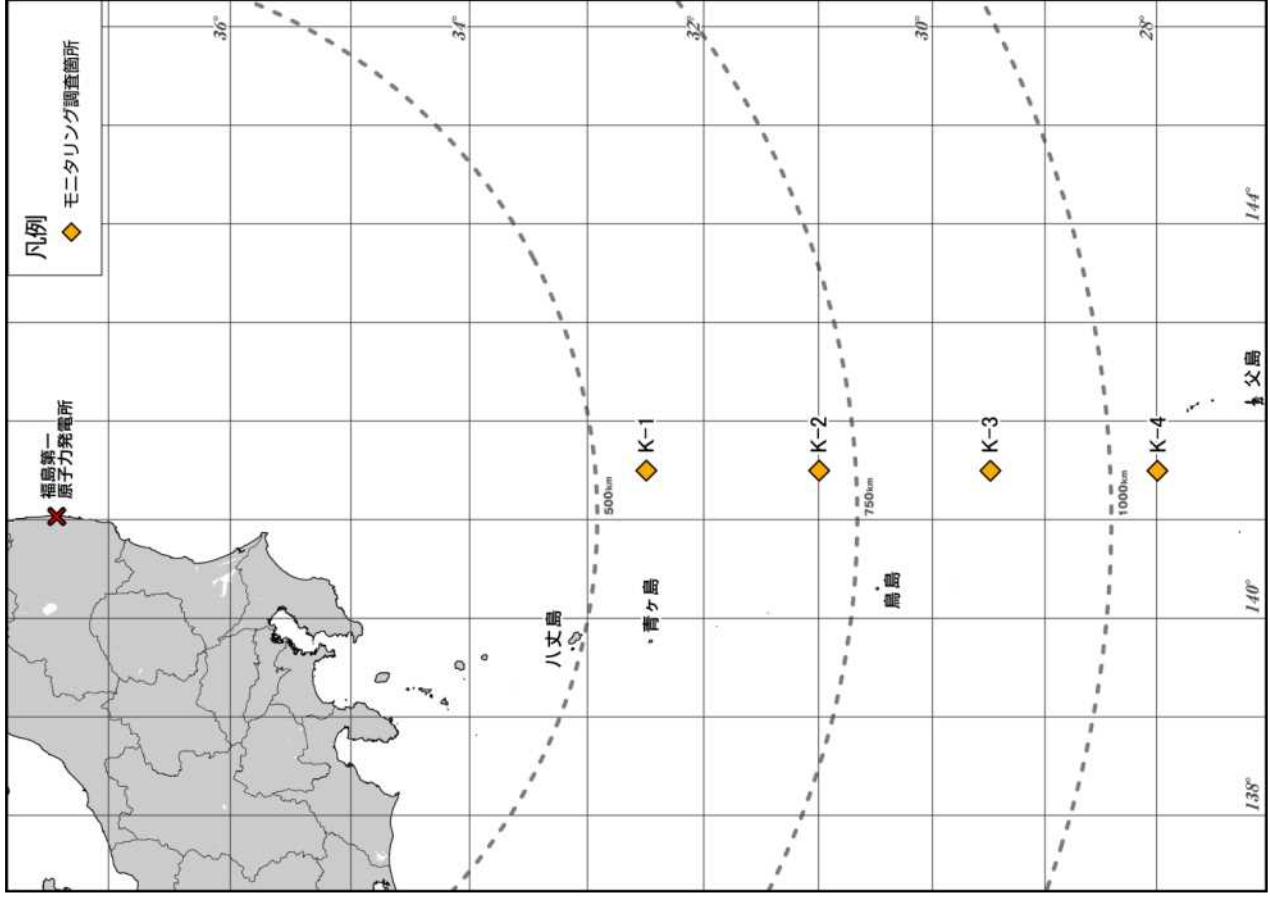 凡例
モニタリング調査箇所
福島第一
原子力発電所
36°
34°
32°
30°
28°
八丈島
500km
K-1
青ヶ島
K-2
750km
鳥島
K-3
1000km
K-4
父島
138°
140°
144°